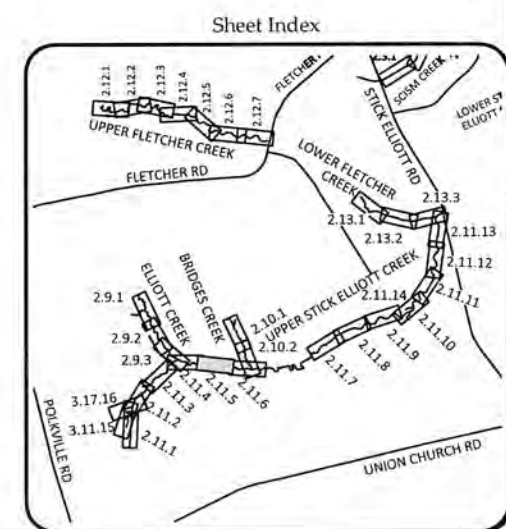 Sheet Index
2.12.1
2.12.2
2.12.3
2.12.4
2.12.5
2.12.6
2.12.7
UPPER FLETCHER CREEK
FLETCHER RD
FLETCHER
STICK ELLIOTT RD
SCISM CREEK
LOWER ST
ELLIOTT
LOWER FLETCHER
CREEK
2.13.1
2.13.2
2.13.3
2.11.13
2.11.12
2.11.11
2.11.10
2.11.14
2.11.9
2.11.8
2.11.7
UPPER STICK ELLIOTT CREEK
BRIDGES CREEK
2.10.1
2.10.2
ELLIOTT
CREEK
2.9.1
2.9.2
2.9.3
2.11.4
2.11.5
2.11.6
2.11.3
2.11.2
2.11.1
3.17.16
3.11.15
POLKVILLE RD
UNION CHURCH RD